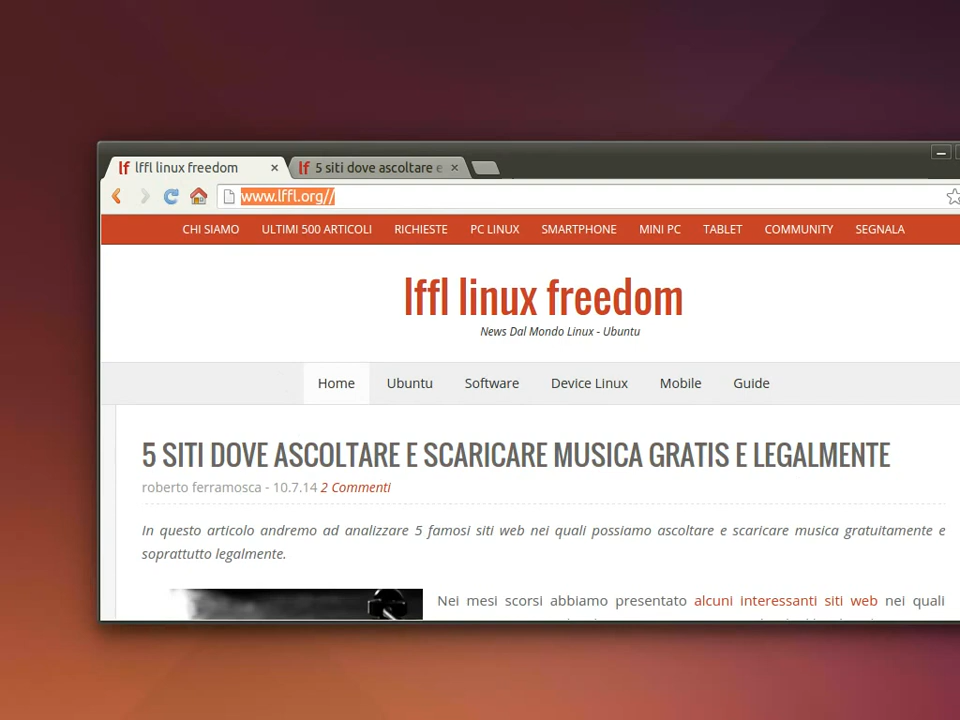 lf lffl linux freedom × lf 5 siti dove ascoltare e ×
www.lffl.org//
CHI SIAMO ULTIMI 500 ARTICOLI RICHIESTE PC LINUX SMARTPHONE MINI PC TABLET COMMUNITY SEGNALA
lffl linux freedom
News Dal Mondo Linux - Ubuntu
Home Ubuntu Software Device Linux Mobile Guide
5 SITI DOVE ASCOLTARE E SCARICARE MUSICA GRATIS E LEGALMENTE
roberto ferramosca - 10.7.14 2 Commenti
In questo articolo andremo ad analizzare 5 famosi siti web nei quali possiamo ascoltare e scaricare musica gratuitamente e
soprattutto legalmente.
Nei mesi scorsi abbiamo presentato alcuni interessanti siti web nei quali